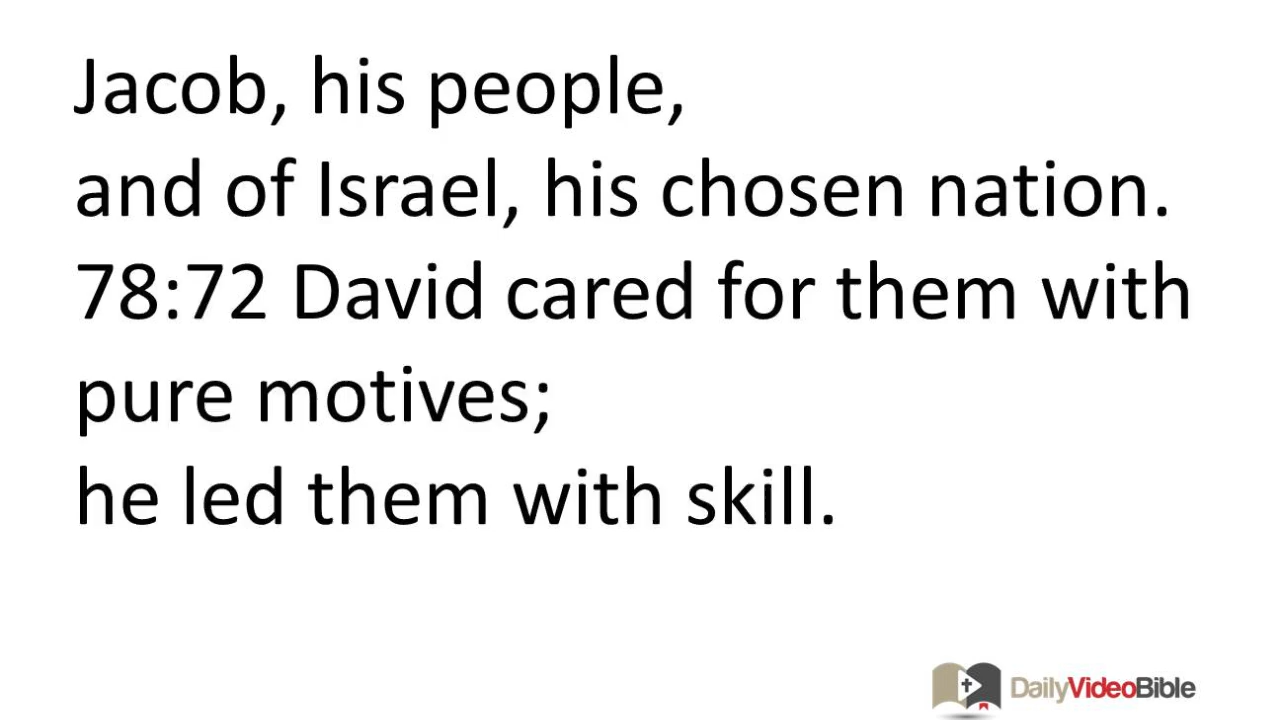 Jacob, his people,
and of Israel, his chosen nation.
78:72 David cared for them with
pure motives;
he led them with skill.
DailyVideoBible